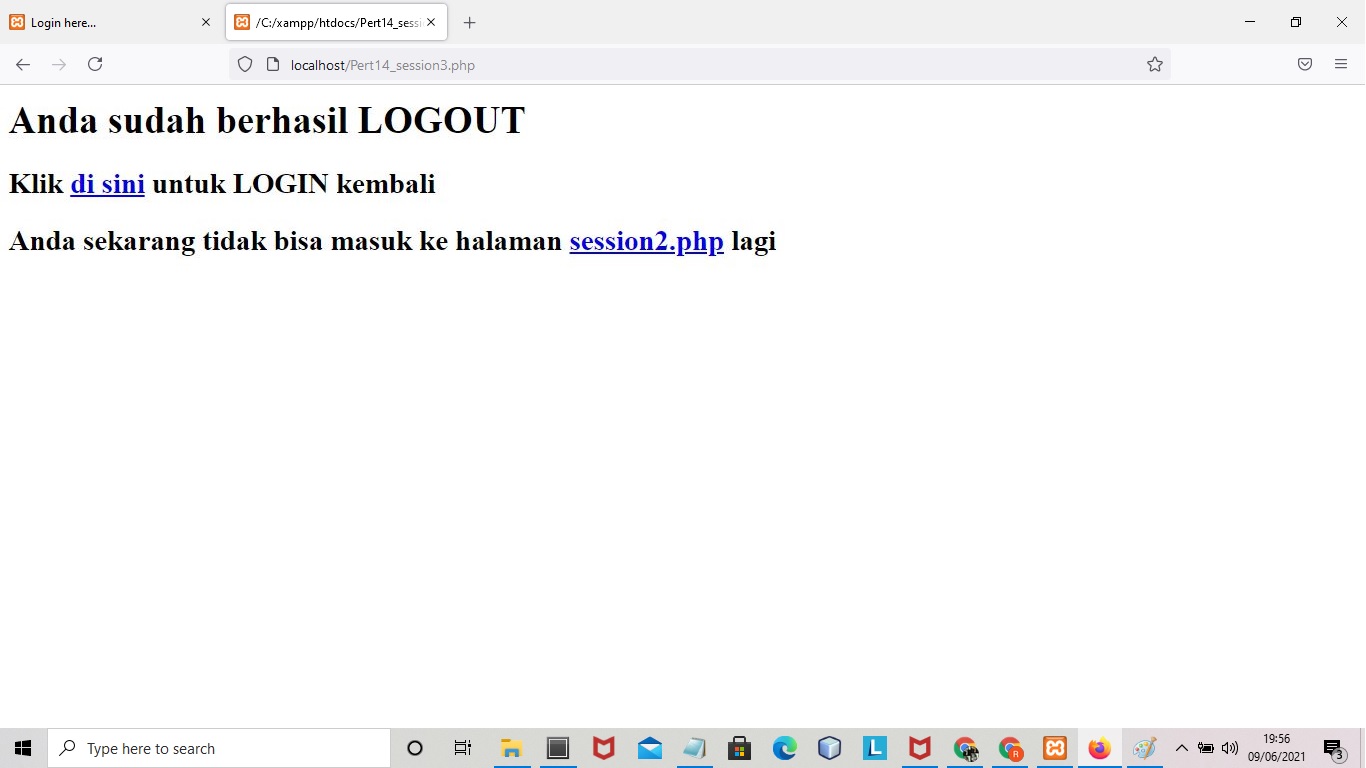 Login here...
/C:/xampp/htdocs/Pert14_sessi
localhost/Pert14_session3.php
Anda sudah berhasil LOGOUT
Klik di sini untuk LOGIN kembali
Anda sekarang tidak bisa masuk ke halaman session2.php lagi
Type here to search
L
R
19:56
09/06/2021
3